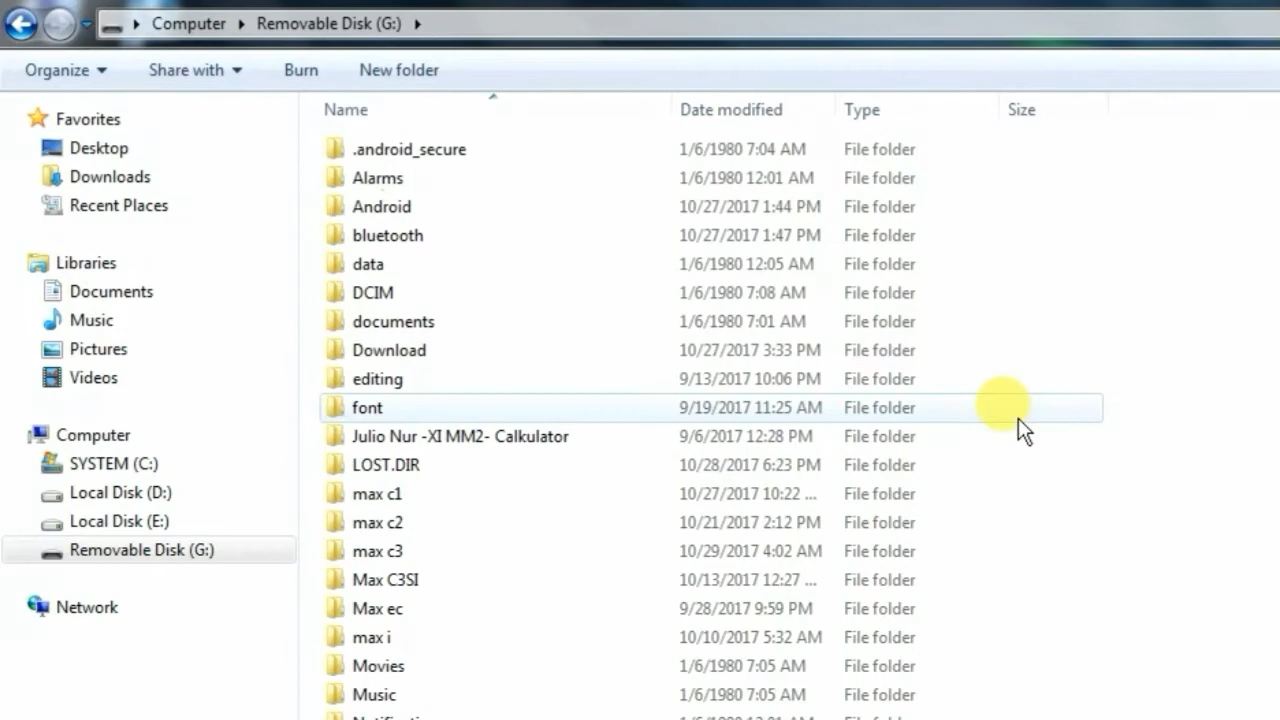 Computer Removable Disk (G:)
Organize Share with Burn New folder
Favorites
Desktop
Downloads
Recent Places
Libraries
Documents
Music
Pictures
Videos
Computer
SYSTEM (C:)
Local Disk (D:)
Local Disk (E:)
Removable Disk (G:)
Network
Name Date modified Type Size
.android_secure 1/6/1980 7:04 AM File folder
Alarms 1/6/1980 12:01 AM File folder
Android 10/27/2017 1:44 PM File folder
bluetooth 10/27/2017 1:47 PM File folder
data 1/6/1980 12:05 AM File folder
DCIM 1/6/1980 7:08 AM File folder
documents 1/6/1980 7:01 AM File folder
Download 10/27/2017 3:33 PM File folder
editing 9/13/2017 10:06 PM File folder
font 9/19/2017 11:25 AM File folder
Julio Nur -XI MM2- Calkulator 9/6/2017 12:28 PM File folder
LOST.DIR 10/28/2017 6:23 PM File folder
max c1 10/27/2017 10:22 ... File folder
max c2 10/21/2017 2:12 PM File folder
max c3 10/29/2017 4:02 AM File folder
Max C3SI 10/13/2017 12:27 ... File folder
Max ec 9/28/2017 9:59 PM File folder
max i 10/10/2017 5:32 AM File folder
Movies 1/6/1980 7:05 AM File folder
Music 1/6/1980 7:05 AM File folder